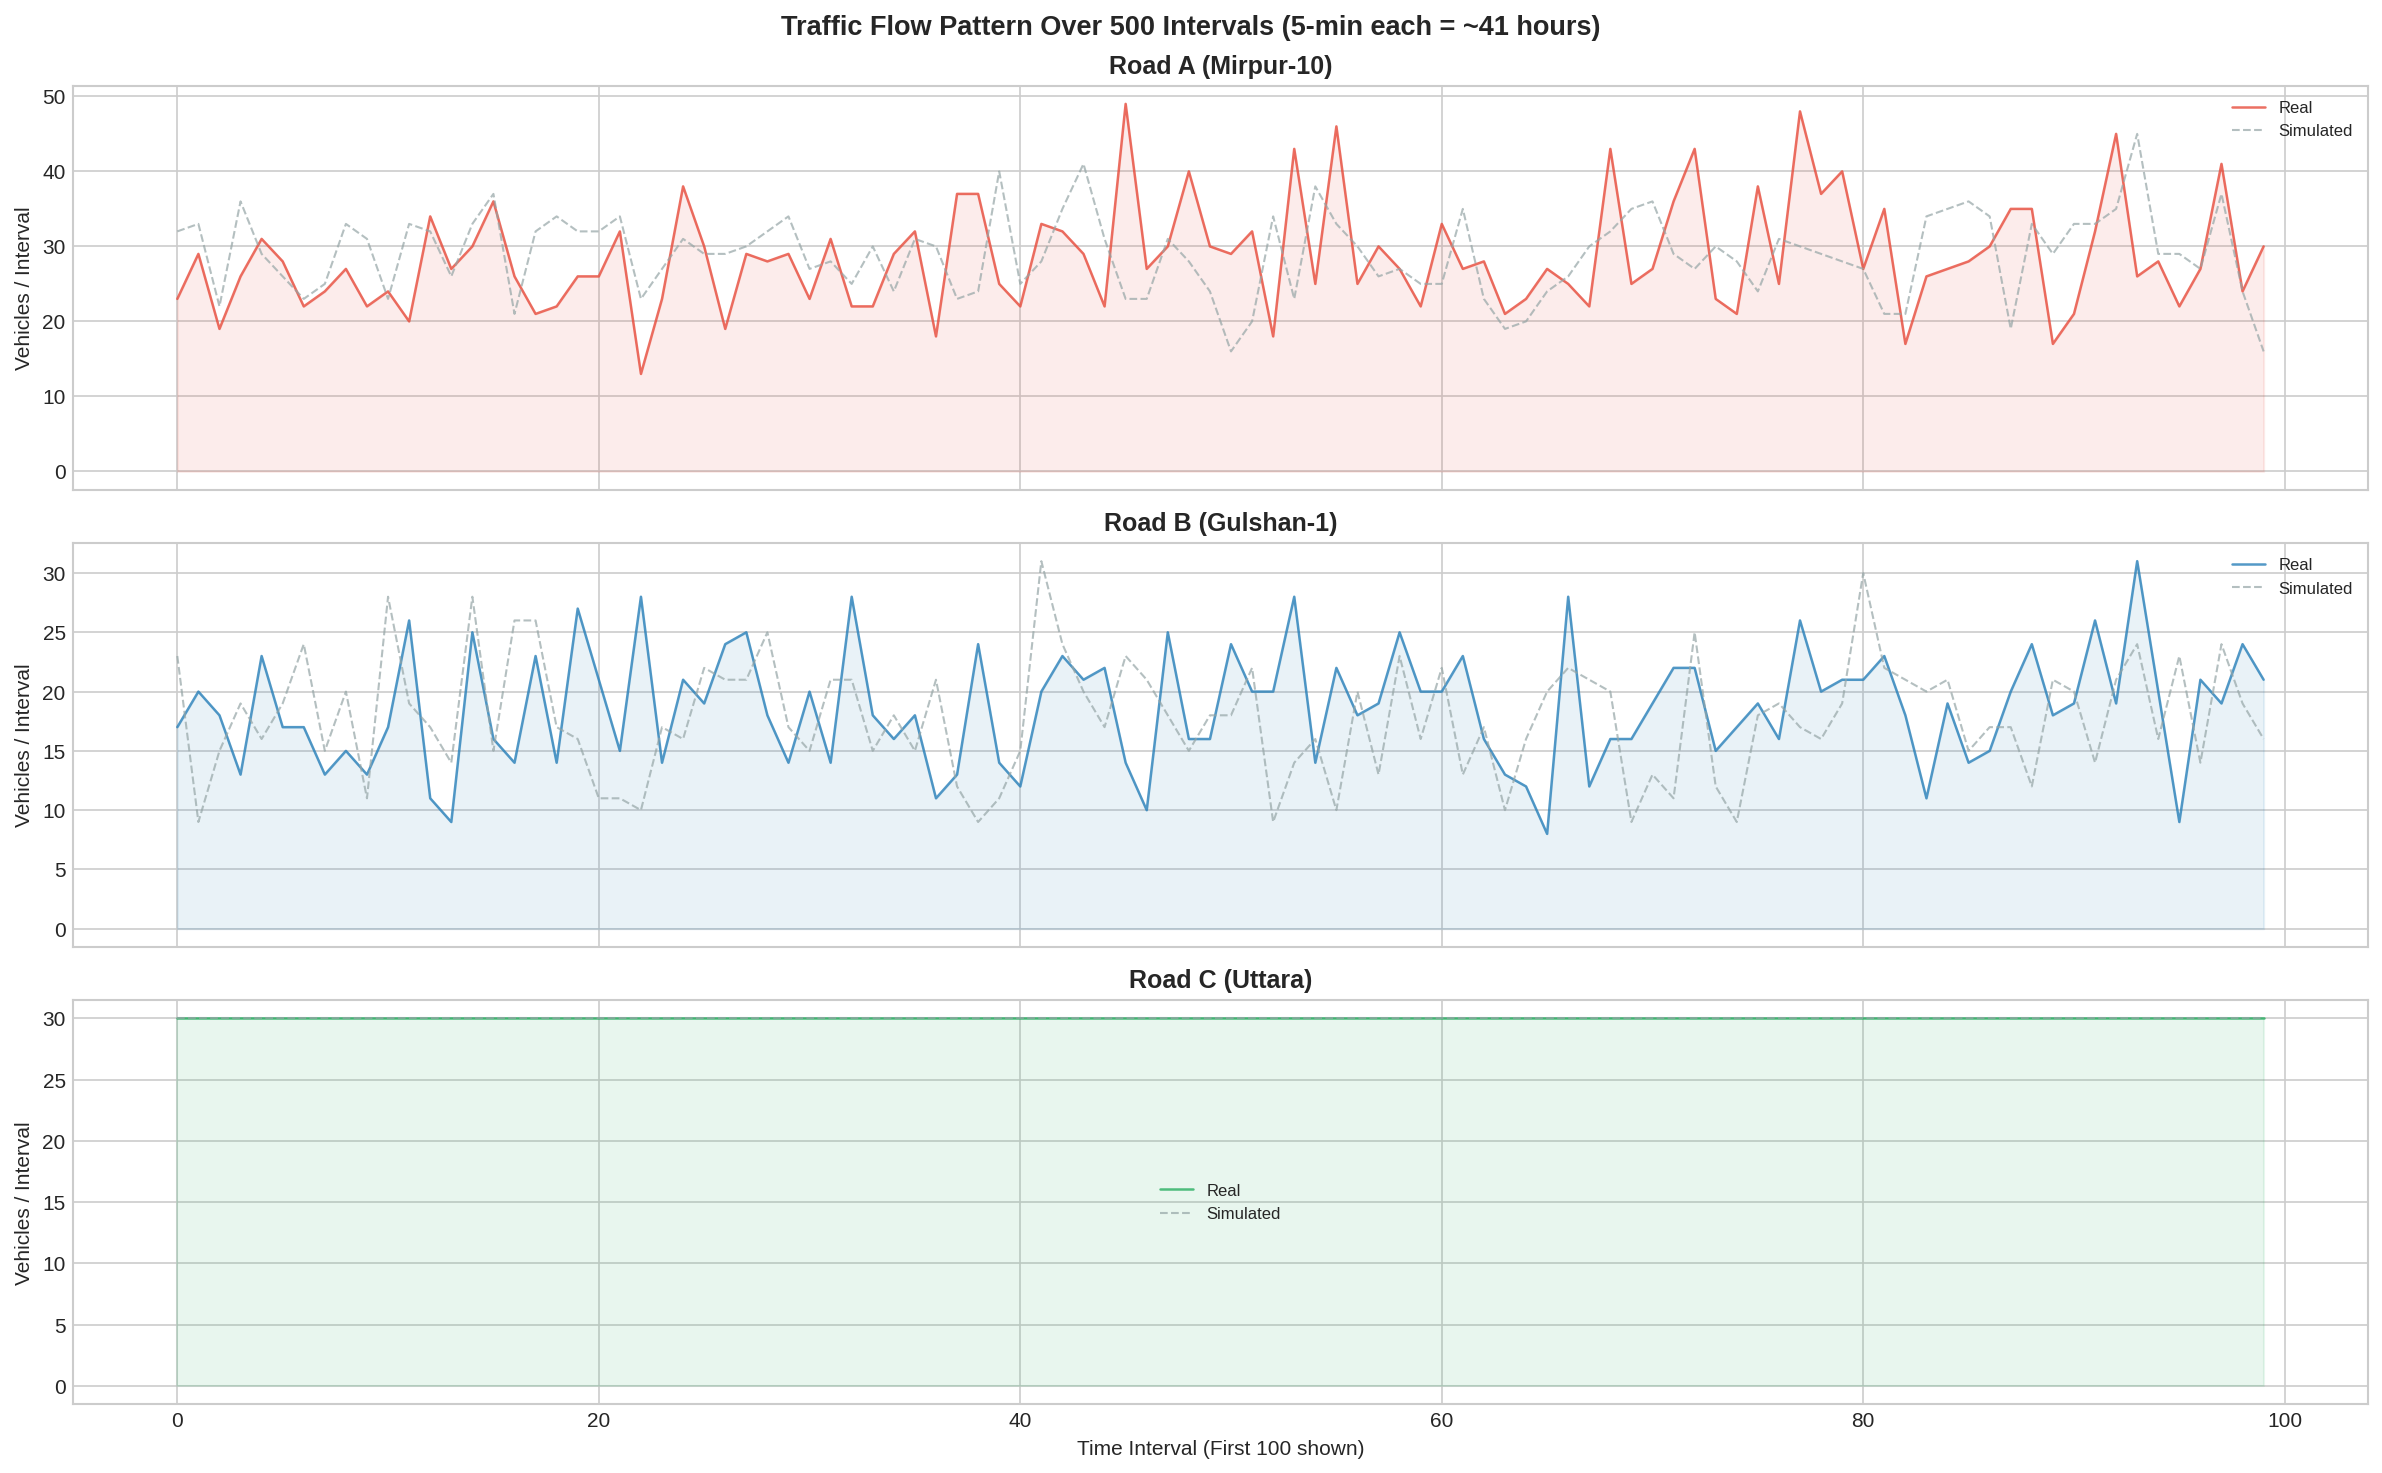 Traffic Flow Pattern Over 500 Intervals (5-min each = ~41 hours)
Road A (Mirpur-10)
Vehicles / Interval
50
40
30
20
10
0
Real
Simulated
Road B (Gulshan-1)
Vehicles / Interval
30
25
20
15
10
5
0
Real
Simulated
Road C (Uttara)
Vehicles / Interval
30
25
20
15
10
5
0
Real
Simulated
0 20 40 60 80 100
Time Interval (First 100 shown)